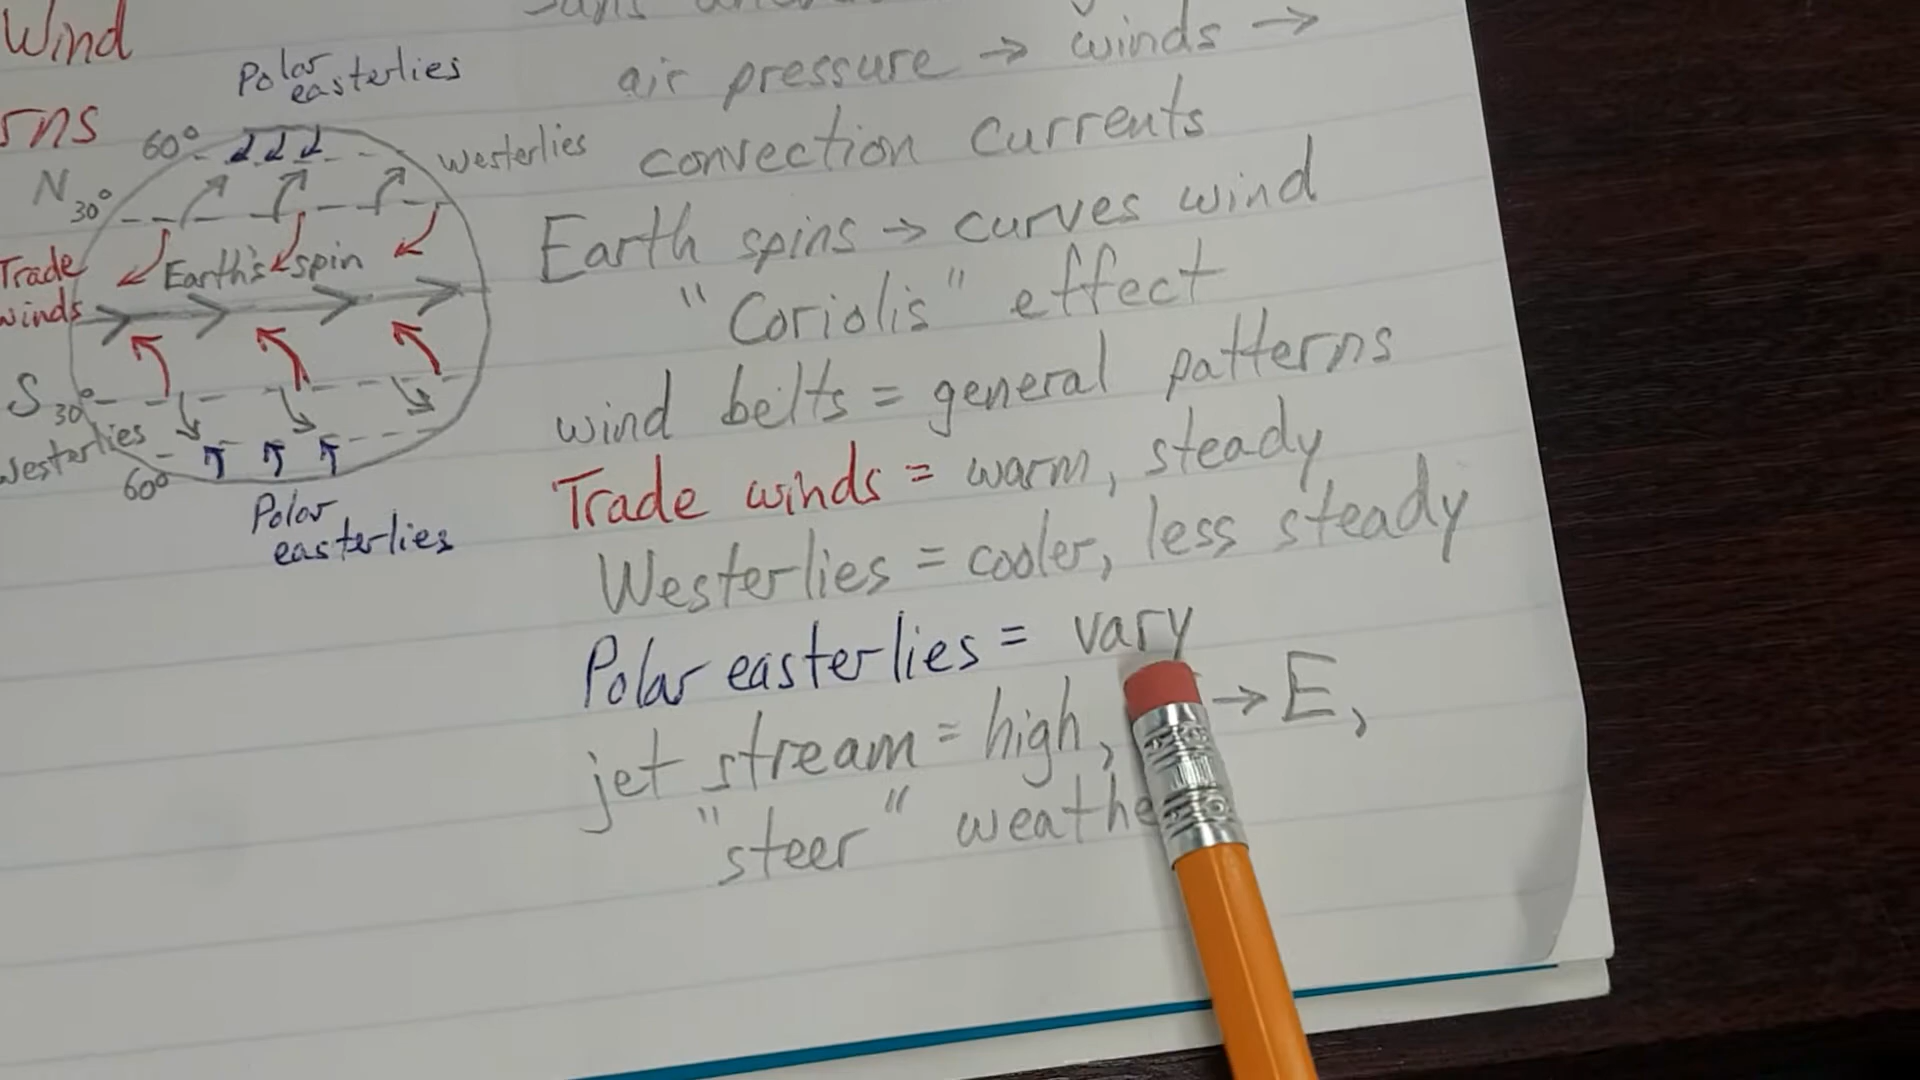 Wind
Polar
easterlies
60°
Westerlies
N 30°
Trade
winds
Earth's spin
S 30°
Westerlies
60°
Polar
easterlies
air pressure → winds →
convection currents
Earth spins → curves wind
"Coriolis" effect
wind belts = general patterns
Trade winds = warm, steady
Westerlies = cooler, less steady
Polar easterlies = vary
jet stream = high, → E,
"steer"